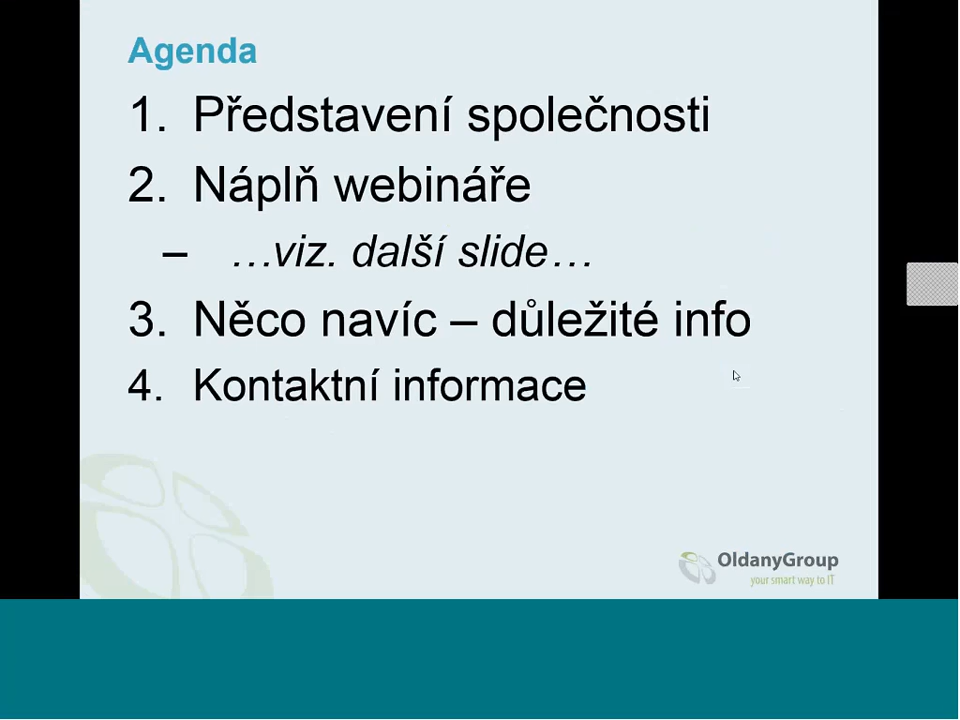 Agenda
1. Představení společnosti
2. Náplň webináře
– …viz. další slide…
3. Něco navíc – důležité info
4. Kontaktní informace
OldanyGroup
your smart way to IT